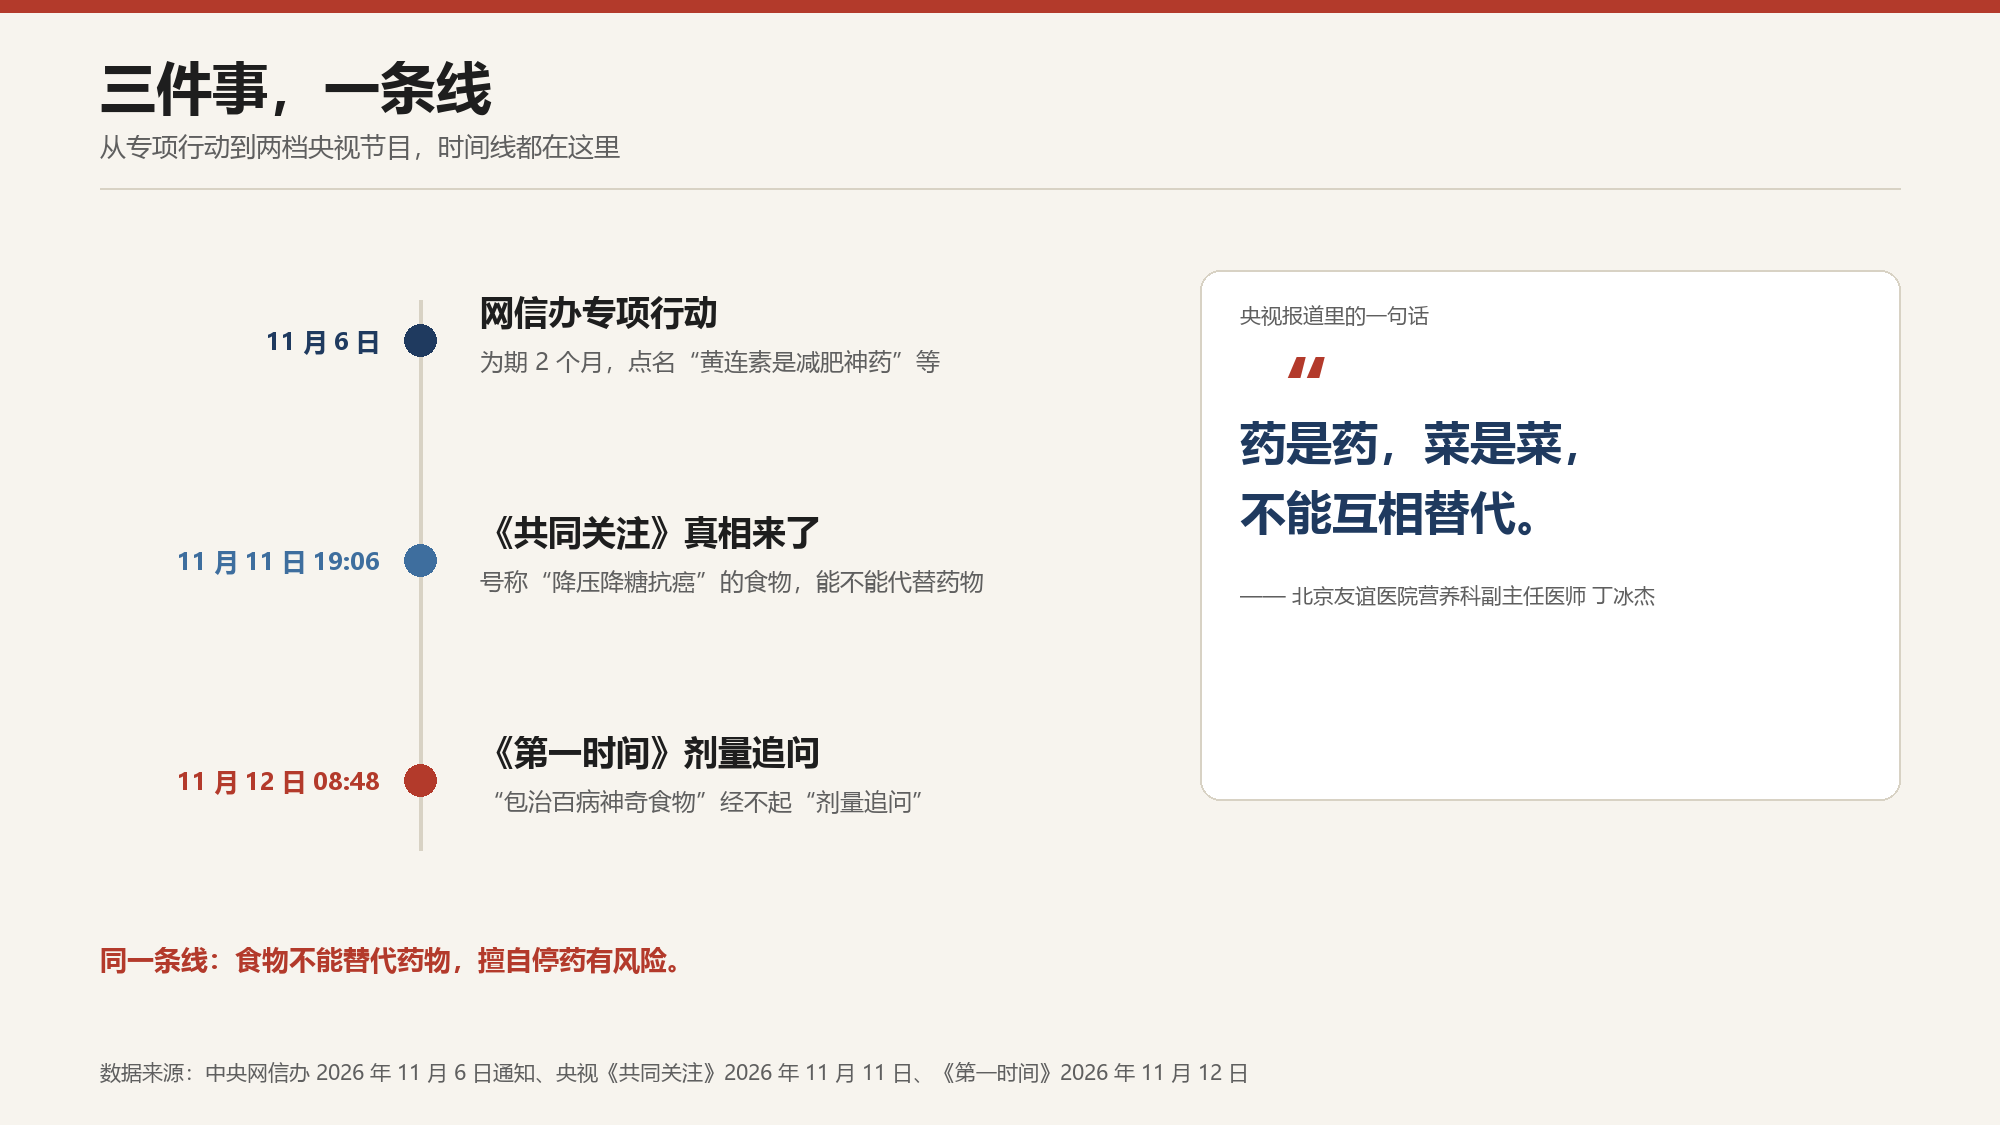 三件事，一条线
从专项行动到两档央视节目，时间线都在这里
11 月 6 日
网信办专项行动
为期 2 个月，点名“黄连素是减肥神药”等
11 月 11 日 19:06
《共同关注》真相来了
号称“降压降糖抗癌”的食物，能不能代替药物
11 月 12 日 08:48
《第一时间》剂量追问
“包治百病神奇食物”经不起“剂量追问”
央视报道里的一句话
“
药是药，菜是菜，
不能互相替代。
—— 北京友谊医院营养科副主任医师 丁冰杰
同一条线：食物不能替代药物，擅自停药有风险。
数据来源：中央网信办 2026 年 11 月 6 日通知、央视《共同关注》2026 年 11 月 11 日、《第一时间》2026 年 11 月 12 日